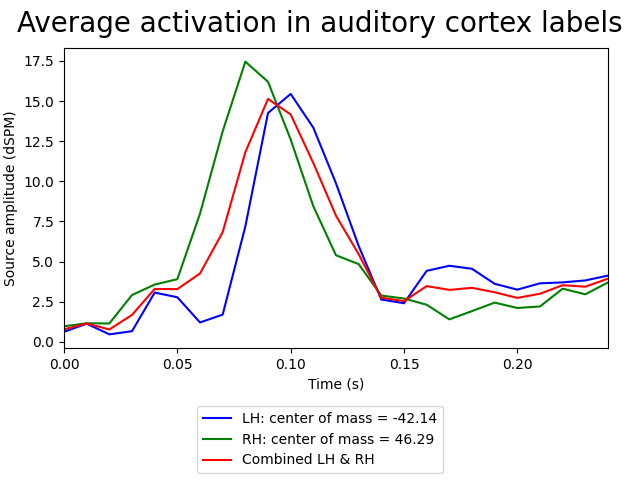 Average activation in auditory cortex labels
17.5
15.0
12.5
10.0
7.5
5.0
2.5
0.0
Source amplitude (dSPM)
0.00 0.05 0.10 0.15 0.20
Time (s)
LH: center of mass = -42.14
RH: center of mass = 46.29
Combined LH & RH